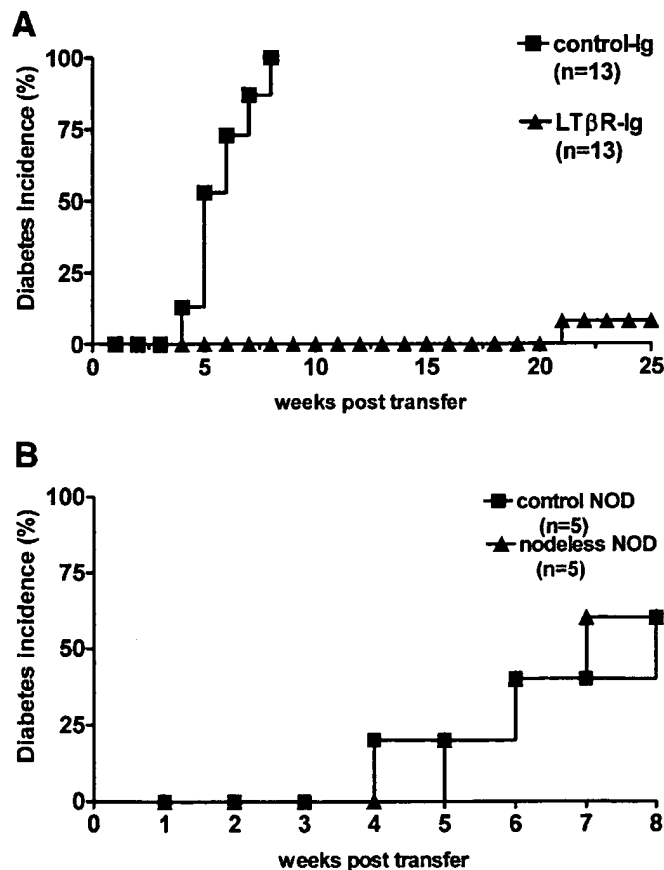 A
100
75
50
25
0
Diabetes Incidence (%)
control-Ig
(n=13)
LTβR-Ig
(n=13)
0 5 10 15 20 25
weeks post transfer
B
100
75
50
25
0
Diabetes Incidence (%)
control NOD
(n=5)
nodeless NOD
(n=5)
0 1 2 3 4 5 6 7 8
weeks post transfer